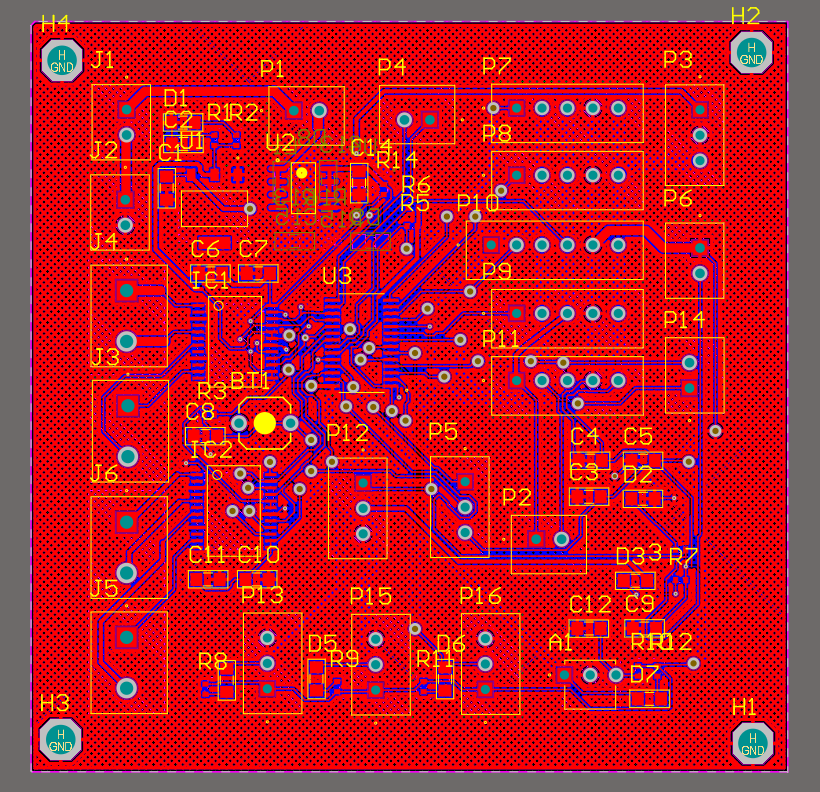 H4
H2
H
GND
H
GND
J1
P1
P4
P7
P3
D1
R1
R2
C2
U1
U2
P8
J2
C1
C14
R14
R6
P10
P6
R5
J4
C6
C7
IC1
U3
P9
P14
J3
P11
R3
BT1
C8
P12
P5
IC2
C4
C5
J6
C3
D2
P2
C11
C10
D3
R7
J5
P13
P15
P16
C12
C9
A1
R12
D5
D6
R8
R9
R11
D7
H3
H1
H
GND
H
GND